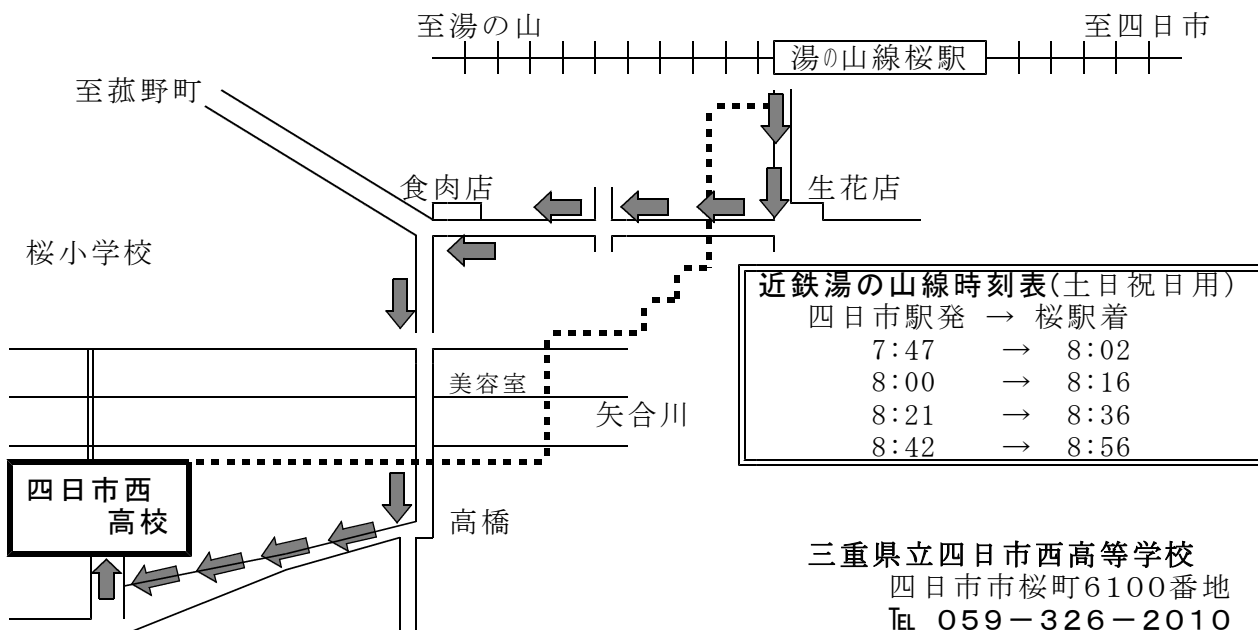 至湯の山
至四日市
湯の山線桜駅
至菰野町
食肉店
生花店
桜小学校
近鉄湯の山線時刻表(土日祝日用)
四日市駅発 → 桜駅着
7:47 → 8:02
8:00 → 8:16
8:21 → 8:36
8:42 → 8:56
美容室
矢合川
四日市西
高校
高橋
三重県立四日市西高等学校
四日市市桜町6100番地
℡ 059-326-2010